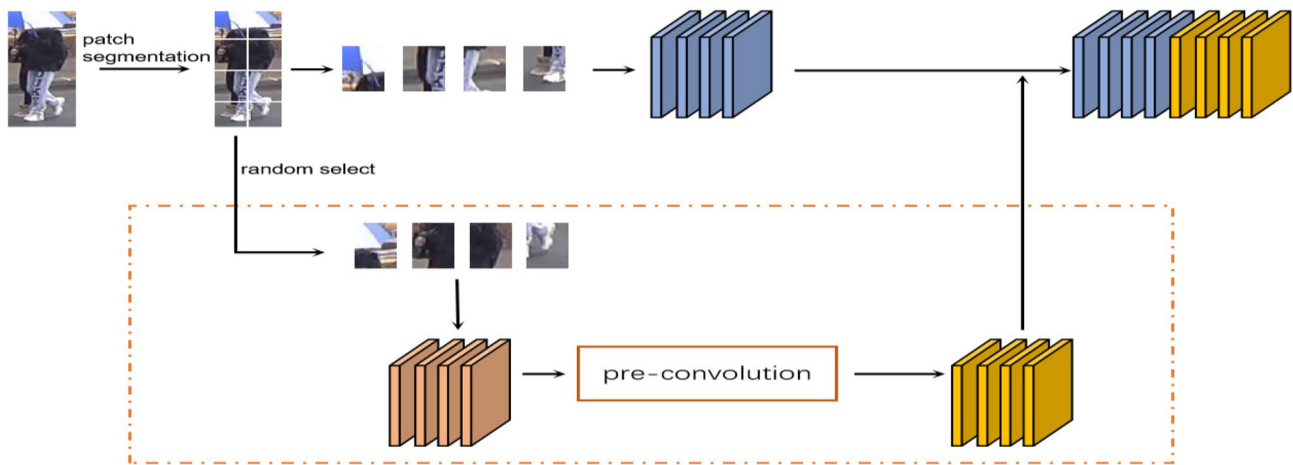 patch
segmentation
random select
pre-convolution